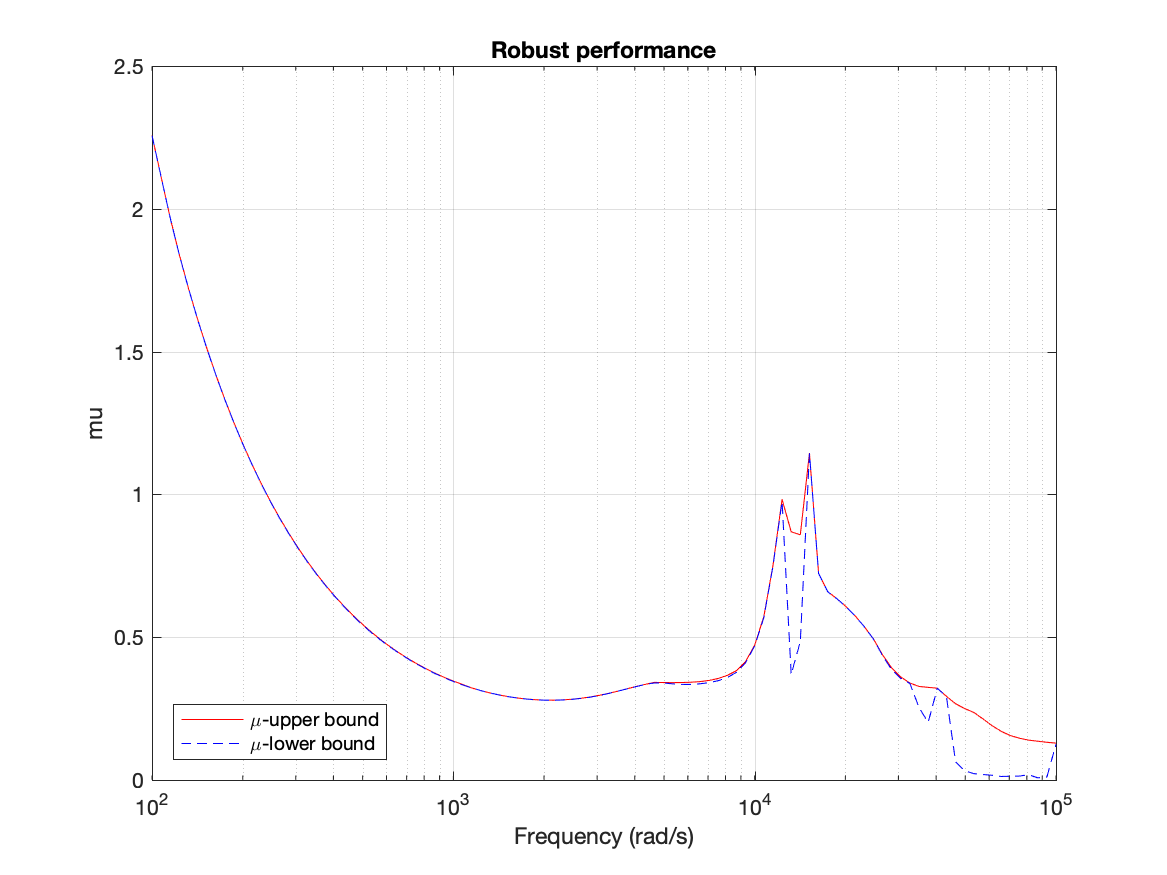 Robust performance
2.5
2
1.5
1
0.5
0
mu
μ-upper bound
μ-lower bound
10^2
10^3
10^4
10^5
Frequency (rad/s)